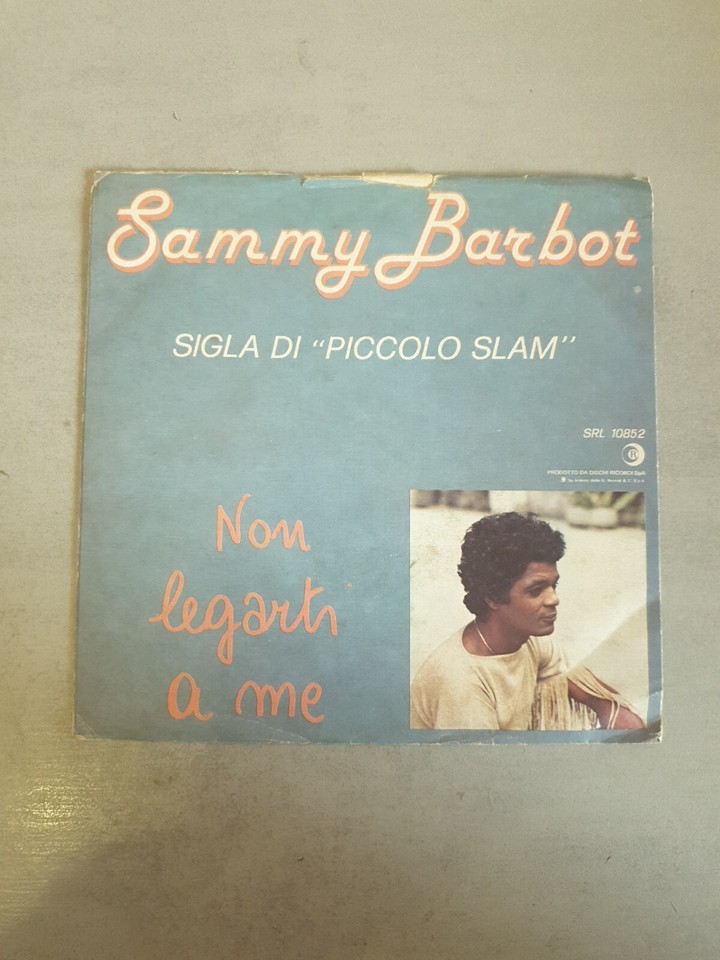 Sammy Barbot
SIGLA DI “PICCOLO SLAM”
SRL 10852
R
PRODOTTO DA DISCHI RICORDI SpA
Non
legarti
a me